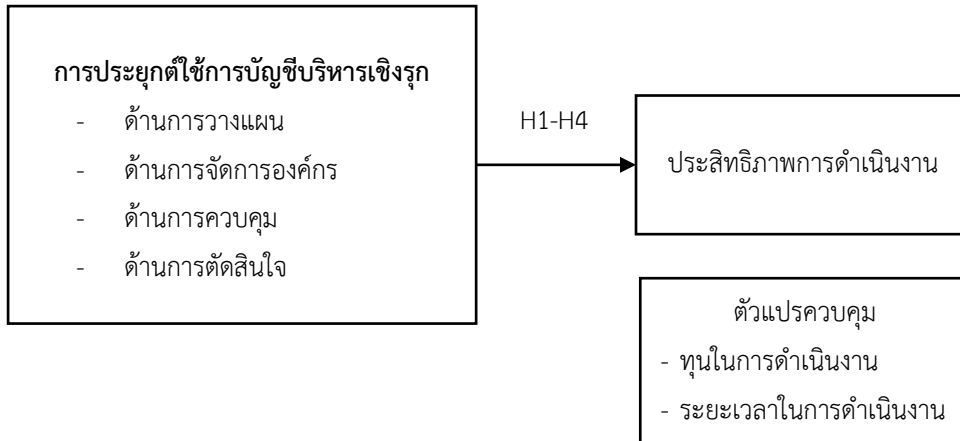 การประยุกต์ใช้การบัญชีบริหารเชิงรุก
- ด้านการวางแผน
- ด้านการจัดการองค์กร
- ด้านการควบคุม
- ด้านการตัดสินใจ
H1-H4
ประสิทธิภาพการดำเนินงาน
ตัวแปรควบคุม
- ทุนในการดำเนินงาน
- ระยะเวลาในการดำเนินงาน